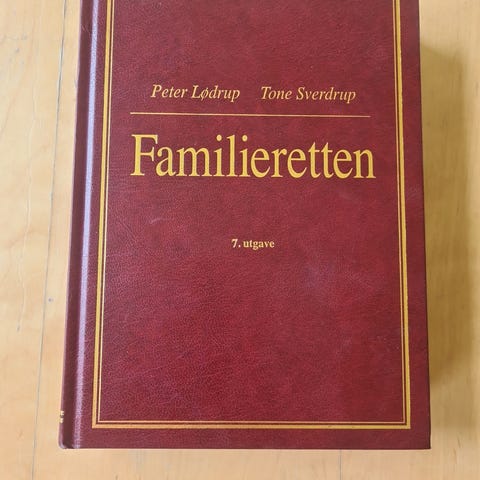 Peter Lødrup Tone Sverdrup
Familieretten
7. utgave